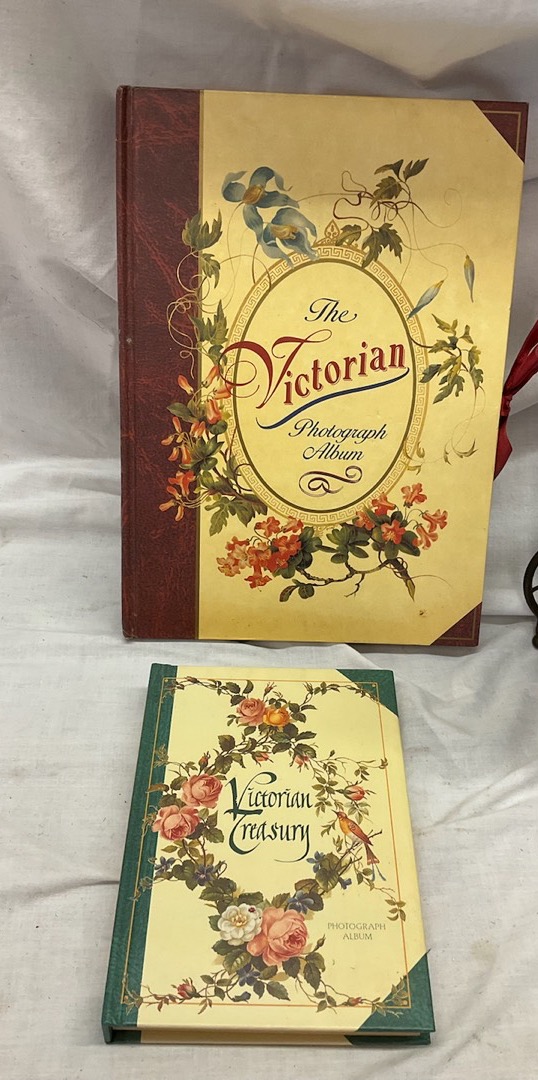 The
Victorian
Photograph
Album
Victorian
Treasury
PHOTOGRAPH
ALBUM